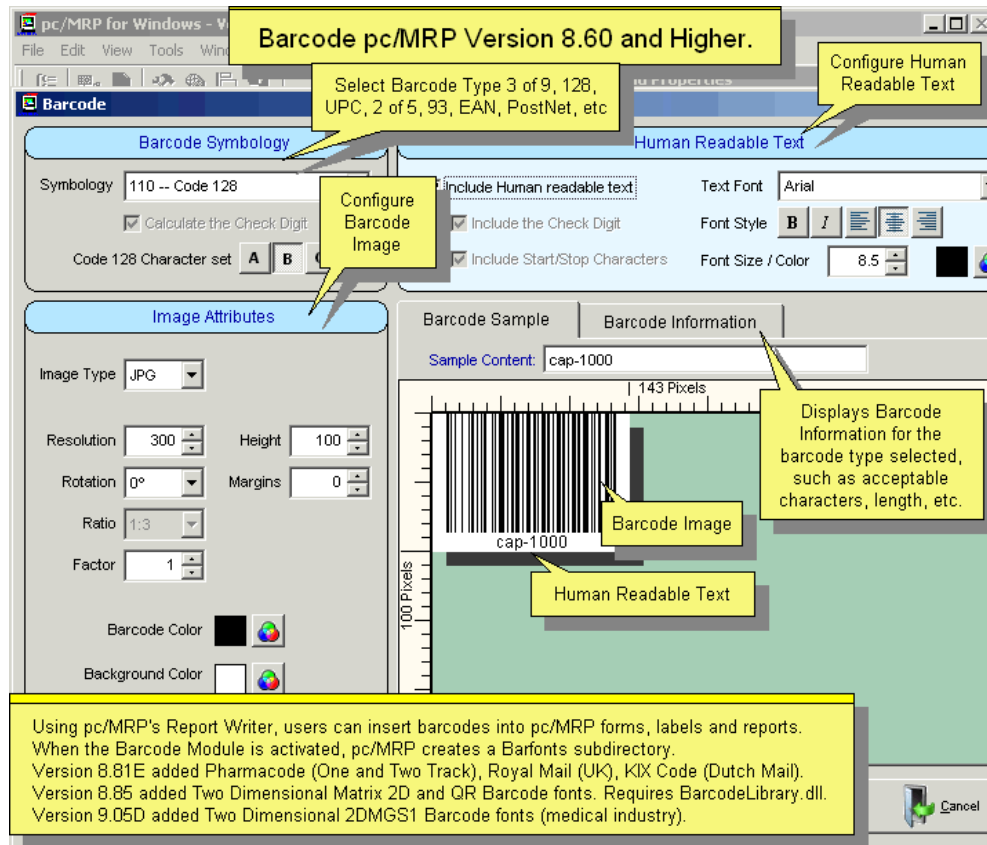 pc/MRP for Windows - V
Barcode pc/MRP Version 8.60 and Higher.
File Edit View Tools Win
Configure Human
Readable Text
Select Barcode Type 3 of 9, 128,
UPC, 2 of 5, 93, EAN, PostNet, etc
Properties
Barcode
Barcode Symbology
Human Readable Text
Symbology 110 -- Code 128
Configure
Barcode
Image
Include Human readable text
Text Font Arial
Calculate the Check Digit
Include the Check Digit
Font Style B I
Code 128 Character set A B
Include Start/Stop Characters
Font Size / Color 8.5
Image Attributes
Barcode Sample
Barcode Information
Sample Content: cap-1000
Image Type JPG
143 Pixels
Displays Barcode
Information for the
barcode type selected,
such as acceptable
characters, length, etc.
Resolution 300 Height 100
Rotation 0° Margins 0
Ratio 1:3
Barcode Image
cap-1000
Factor 1
Human Readable Text
100 Pixels
Barcode Color
Background Color
Using pc/MRP's Report Writer, users can insert barcodes into pc/MRP forms, labels and reports.
When the Barcode Module is activated, pc/MRP creates a Barfonts subdirectory.
Version 8.81E added Pharmacode (One and Two Track), Royal Mail (UK), KIX Code (Dutch Mail).
Version 8.85 added Two Dimensional Matrix 2D and QR Barcode fonts. Requires BarcodeLibrary.dll.
Version 9.05D added Two Dimensional 2DMGS1 Barcode fonts (medical industry).
Cancel